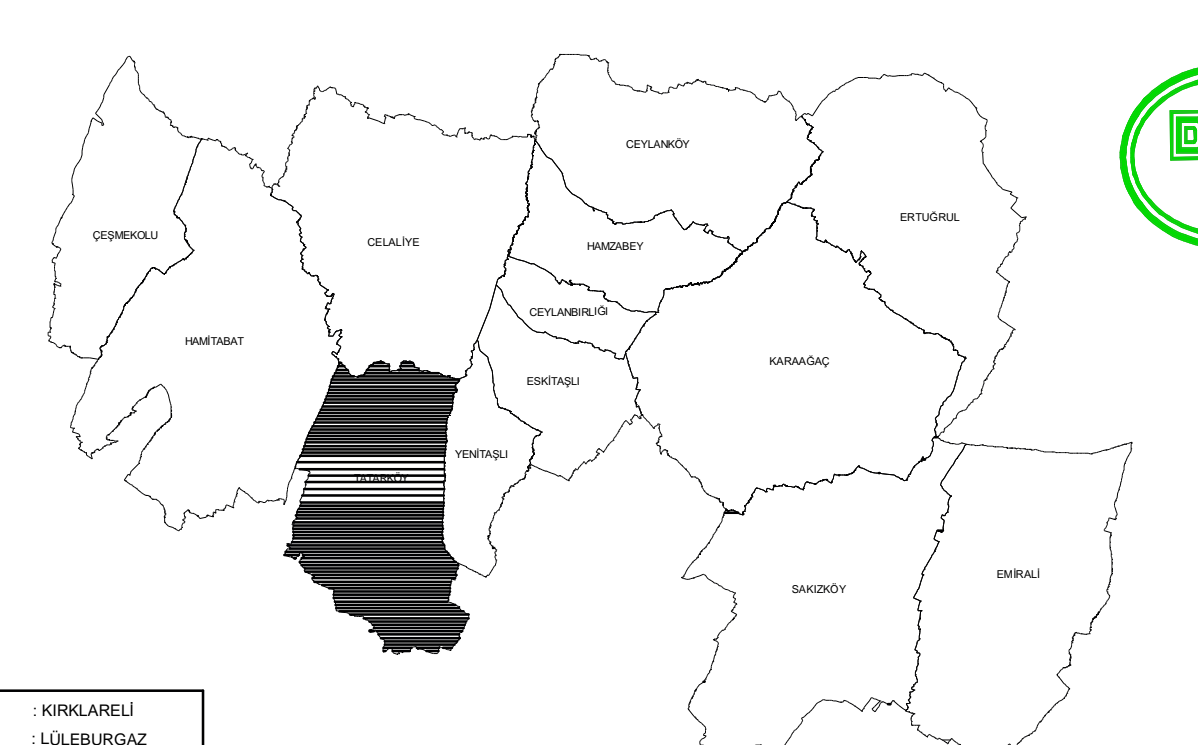 CEYLANKÖY
ERTUĞRUL
ÇEŞMEKOLU
CELALİYE
HAMZABEY
CEYLANBIRLIĞI
HAMİTABAT
KARAAĞAÇ
ESKİTAŞLI
YENİTAŞLI
TATARKÖY
EMİRALİ
SAKIZKÖY
: KIRKLARELİ
: LÜLEBURGAZ
D